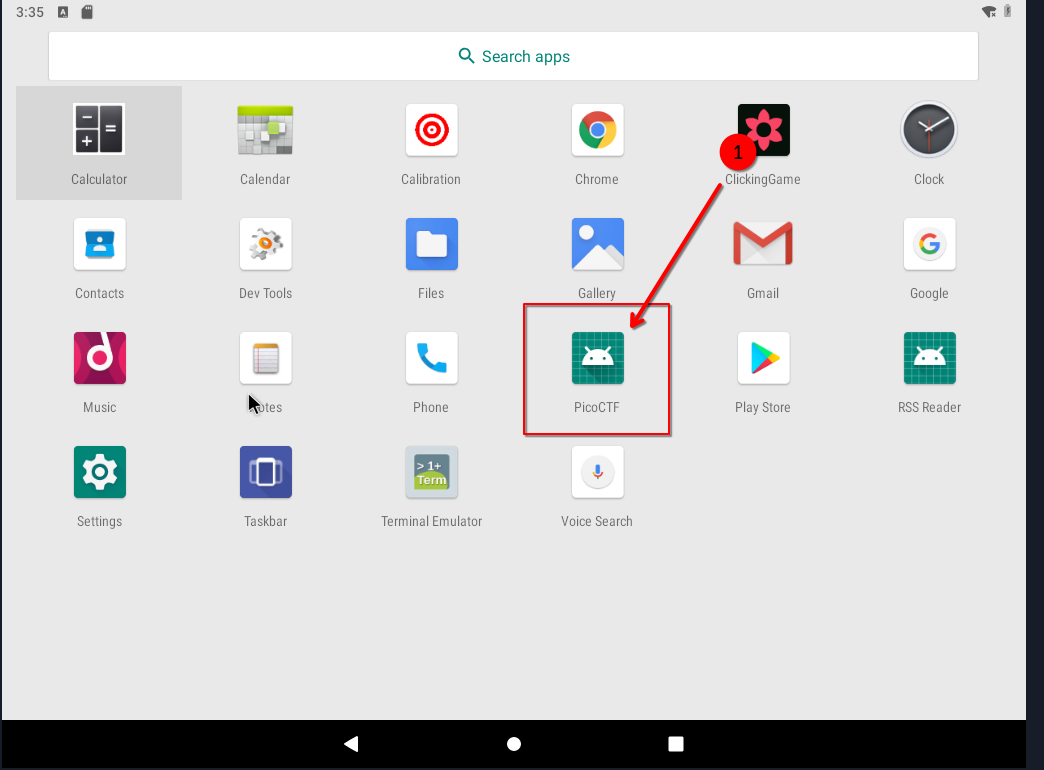 3:35
Search apps
Calculator
Calendar
Calibration
Chrome
ClickingGame
Clock
1
Contacts
Dev Tools
Files
Gallery
Gmail
Google
Music
otes
Phone
PicoCTF
Play Store
RSS Reader
> 1+
Term
Settings
Taskbar
Terminal Emulator
Voice Search